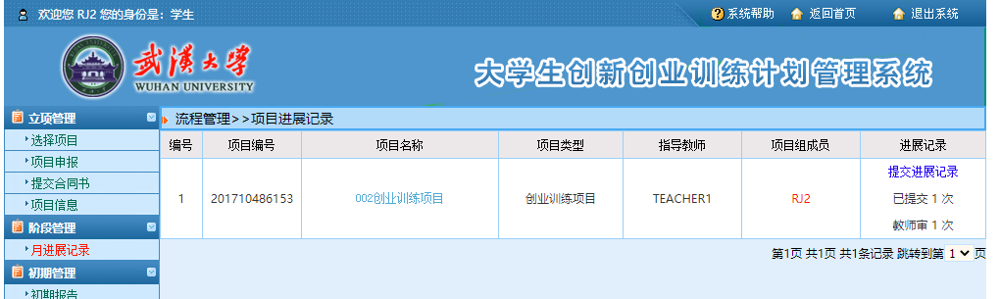 欢迎您 RJ2 您的身份是：学生
系统帮助 返回首页 退出系统
武汉大学
WUHAN UNIVERSITY
大学生创新创业训练计划管理系统
立项管理
选择项目
项目申报
提交合同书
项目信息
阶段管理
月进展记录
初期管理
初期报告
流程管理>>项目进展记录
编号 项目编号 项目名称 项目类型 指导教师 项目组成员 进展记录
1 201710486153 002创业训练项目 创业训练项目 TEACHER1 RJ2 提交进展记录
已提交 1 次
教师审 1 次
第1页 共1页 共1条记录 跳转到第 1 页